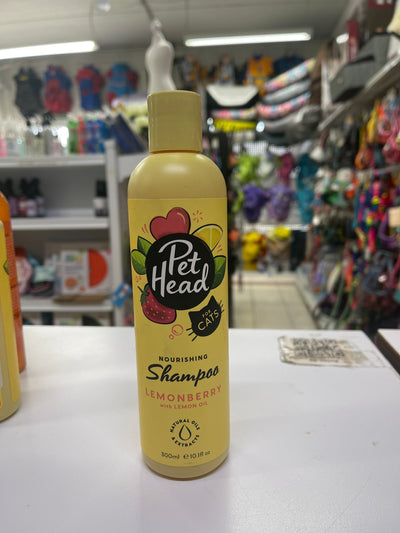 Pet
Head
FOR
CATS
NOURISHING
Shampoo
LEMONBERRY
with LEMON OIL
NATURAL OILS
& EXTRACTS
300ml ℮ 10.1fl oz